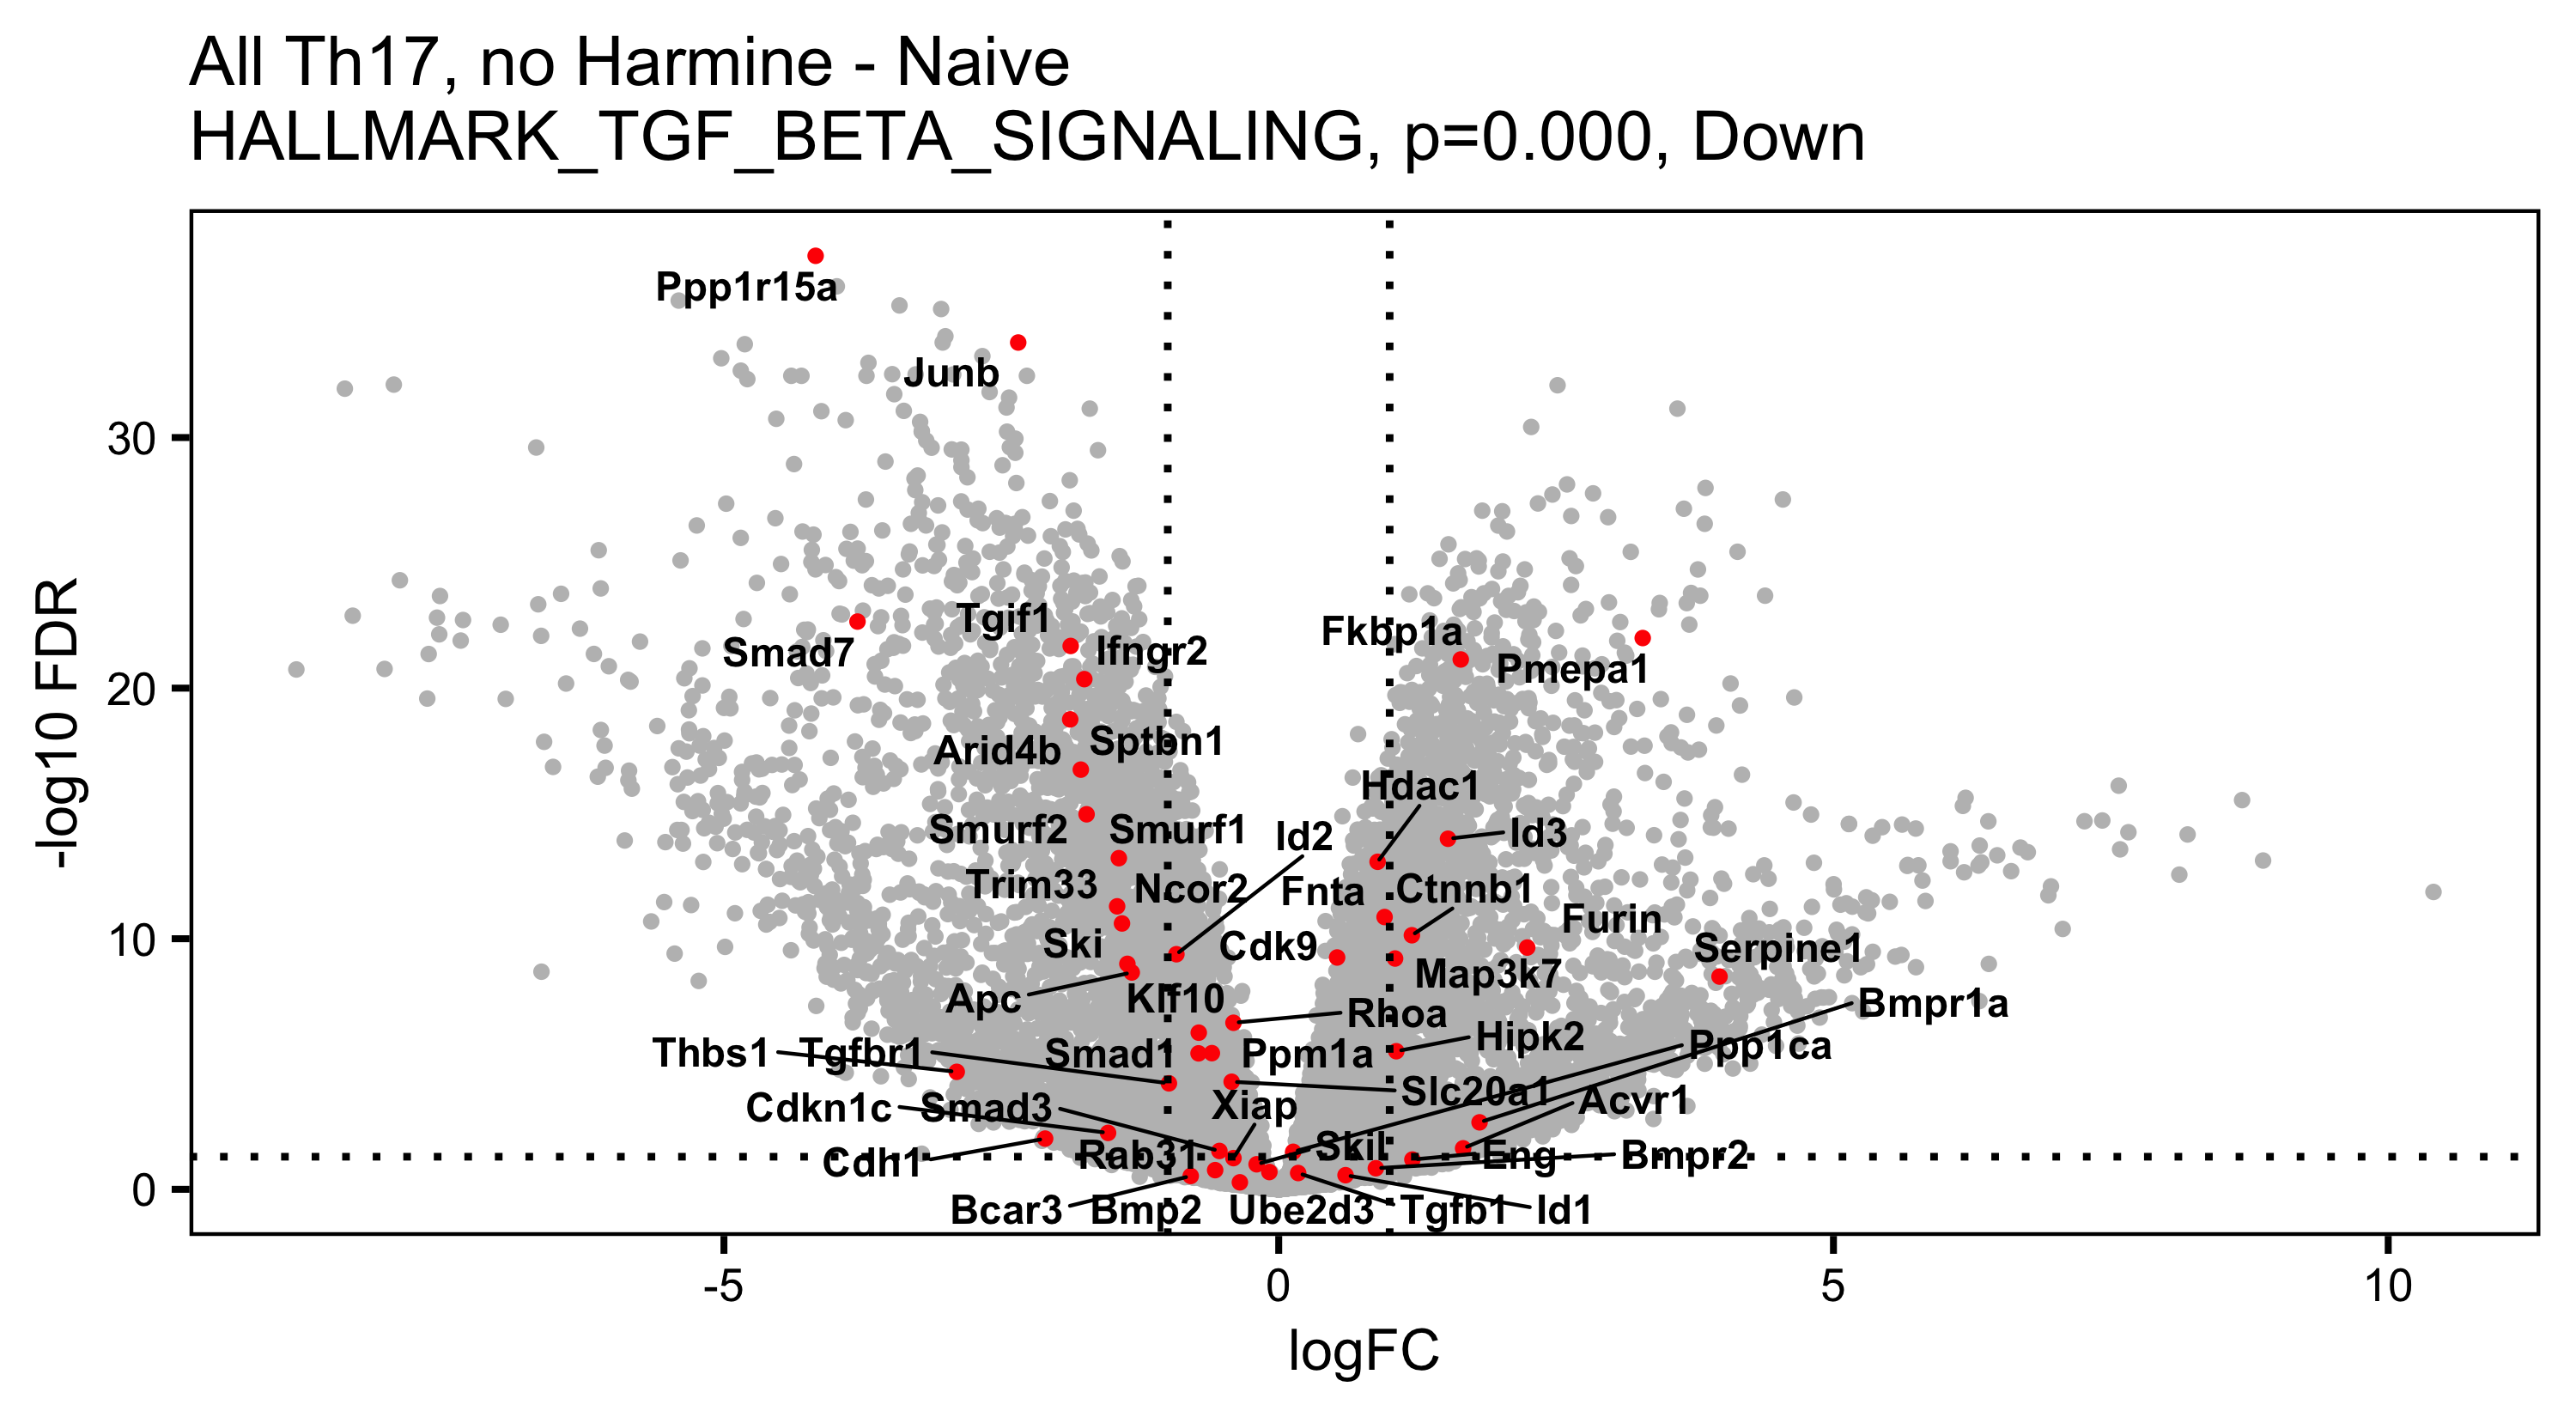 All Th17, no Harmine - Naive
HALLMARK_TGF_BETA_SIGNALING, p=0.000, Down
-log10 FDR
30
20
10
0
Ppp1r15a
Junb
Tgif1
Smad7
Ifngr2
Fkbp1a
Pmepa1
Arid4b
Sptbn1
Hdac1
Smurf2
Smurf1
Id2
Id3
Trim33
Ncor2
Fnta
Ctnnb1
Furin
Ski
Cdk9
Serpine1
Map3k7
Apc
Klf10
Rhoa
Bmpr1a
Hipk2
Thbs1
Tgfbr1
Smad1
Ppm1a
Ppp1ca
Slc20a1
Cdkn1c
Smad3
Xiap
Acvr1
Cdh1
Rab31
Skil
Eng
Bmpr2
Bcar3
Bmp2
Ube2d3
Tgfb1
Id1
-5
0
5
10
logFC